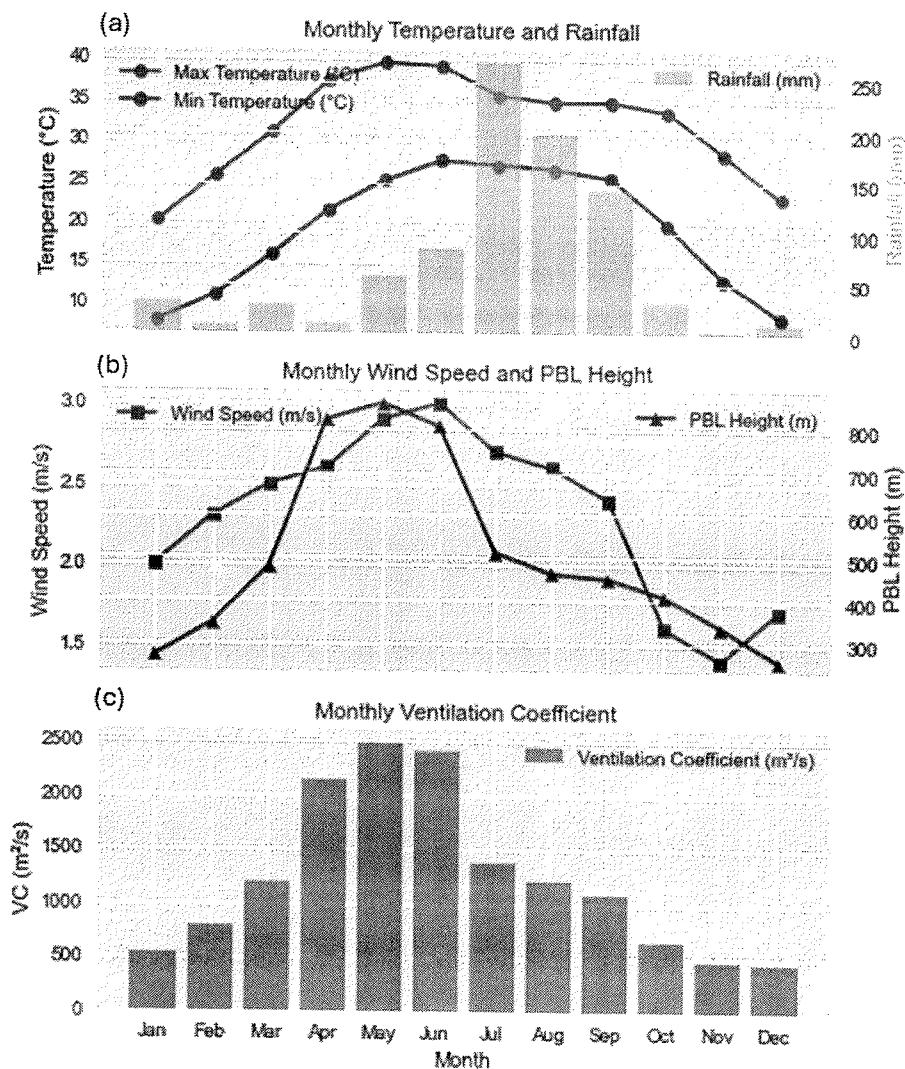 (a)
Monthly Temperature and Rainfall
Max Temperature (°C)
Min Temperature (°C)
Rainfall (mm)
Temperature (°C)
40
35
30
25
20
15
10
Rainfall (mm)
250
200
150
100
50
0
(b)
Monthly Wind Speed and PBL Height
Wind Speed (m/s)
PBL Height (m)
Wind Speed (m/s)
3.0
2.5
2.0
1.5
PBL Height (m)
800
700
600
500
400
300
(c)
Monthly Ventilation Coefficient
Ventilation Coefficient (m²/s)
VC (m²/s)
2500
2000
1500
1000
500
0
Jan Feb Mar Apr May Jun Jul Aug Sep Oct Nov Dec
Month